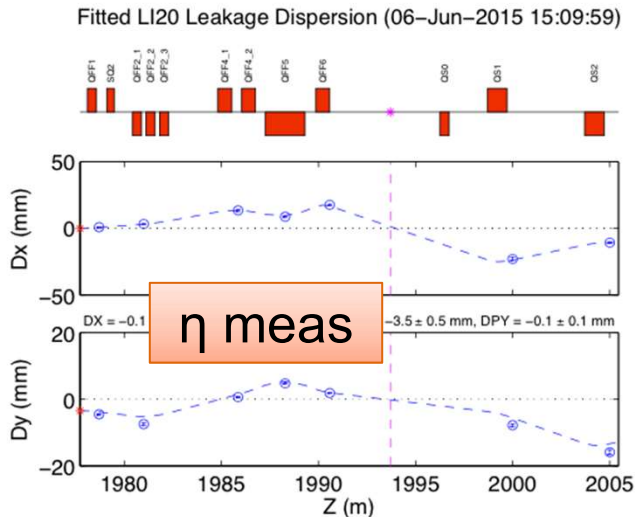 Fitted LI20 Leakage Dispersion (06−Jun−2015 15:09:59)
QFF1
SQ2
QFF2_1
QFF2_2
QFF2_3
QFF4_1
QFF4_2
QFF5
QFF6
QS0
QS1
QS2
50
0
−50
Dx (mm)
DX = −0.1
−3.5 ± 0.5 mm, DPY = −0.1 ± 0.1 mm
η meas
20
0
−20
Dy (mm)
1980 1985 1990 1995 2000 2005
Z (m)